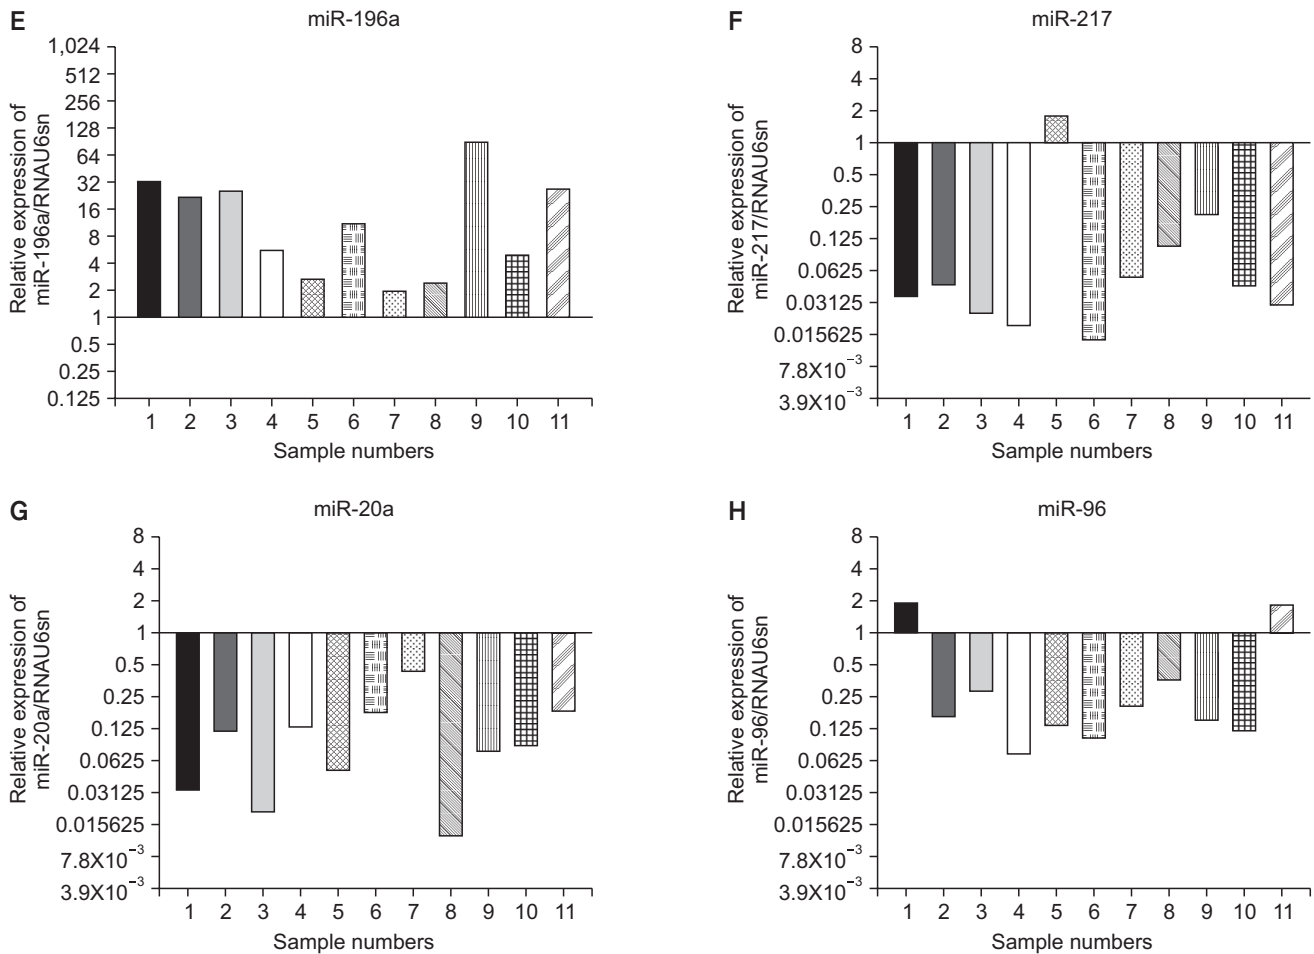 E
miR-196a
Relative expression of
miR-196a/RNAU6sn
1,024
512
256
128
64
32
16
8
4
2
1
0.5
0.25
0.125
1 2 3 4 5 6 7 8 9 10 11
Sample numbers
F
miR-217
Relative expression of
miR-217/RNAU6sn
8
4
2
1
0.5
0.25
0.125
0.0625
0.03125
0.015625
7.8X10⁻³
3.9X10⁻³
1 2 3 4 5 6 7 8 9 10 11
Sample numbers
G
miR-20a
Relative expression of
miR-20a/RNAU6sn
8
4
2
1
0.5
0.25
0.125
0.0625
0.03125
0.015625
7.8X10⁻³
3.9X10⁻³
1 2 3 4 5 6 7 8 9 10 11
Sample numbers
H
miR-96
Relative expression of
miR-96/RNAU6sn
8
4
2
1
0.5
0.25
0.125
0.0625
0.03125
0.015625
7.8X10⁻³
3.9X10⁻³
1 2 3 4 5 6 7 8 9 10 11
Sample numbers